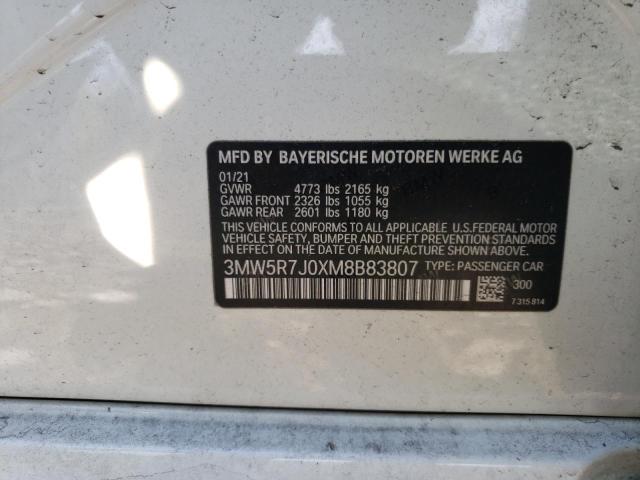 MFD BY BAYERISCHE MOTOREN WERKE AG
01/21
GVWR 4773 lbs 2165 kg
GAWR FRONT 2326 lbs 1055 kg
GAWR REAR 2601 lbs 1180 kg
THIS VEHICLE CONFORMS TO ALL APPLICABLE U.S.FEDERAL MOTOR
VEHICLE SAFETY, BUMPER AND THEFT PREVENTION STANDARDS
IN EFFECT ON THE DATE OF MANUFACTURE SHOWN ABOVE.
3MW5R7J0XM8B83807 TYPE: PASSENGER CAR
300
7 315 814